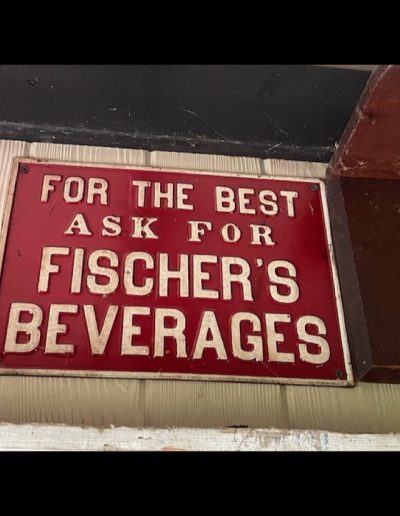 FOR THE BEST
ASK FOR
FISCHER'S
BEVERAGES